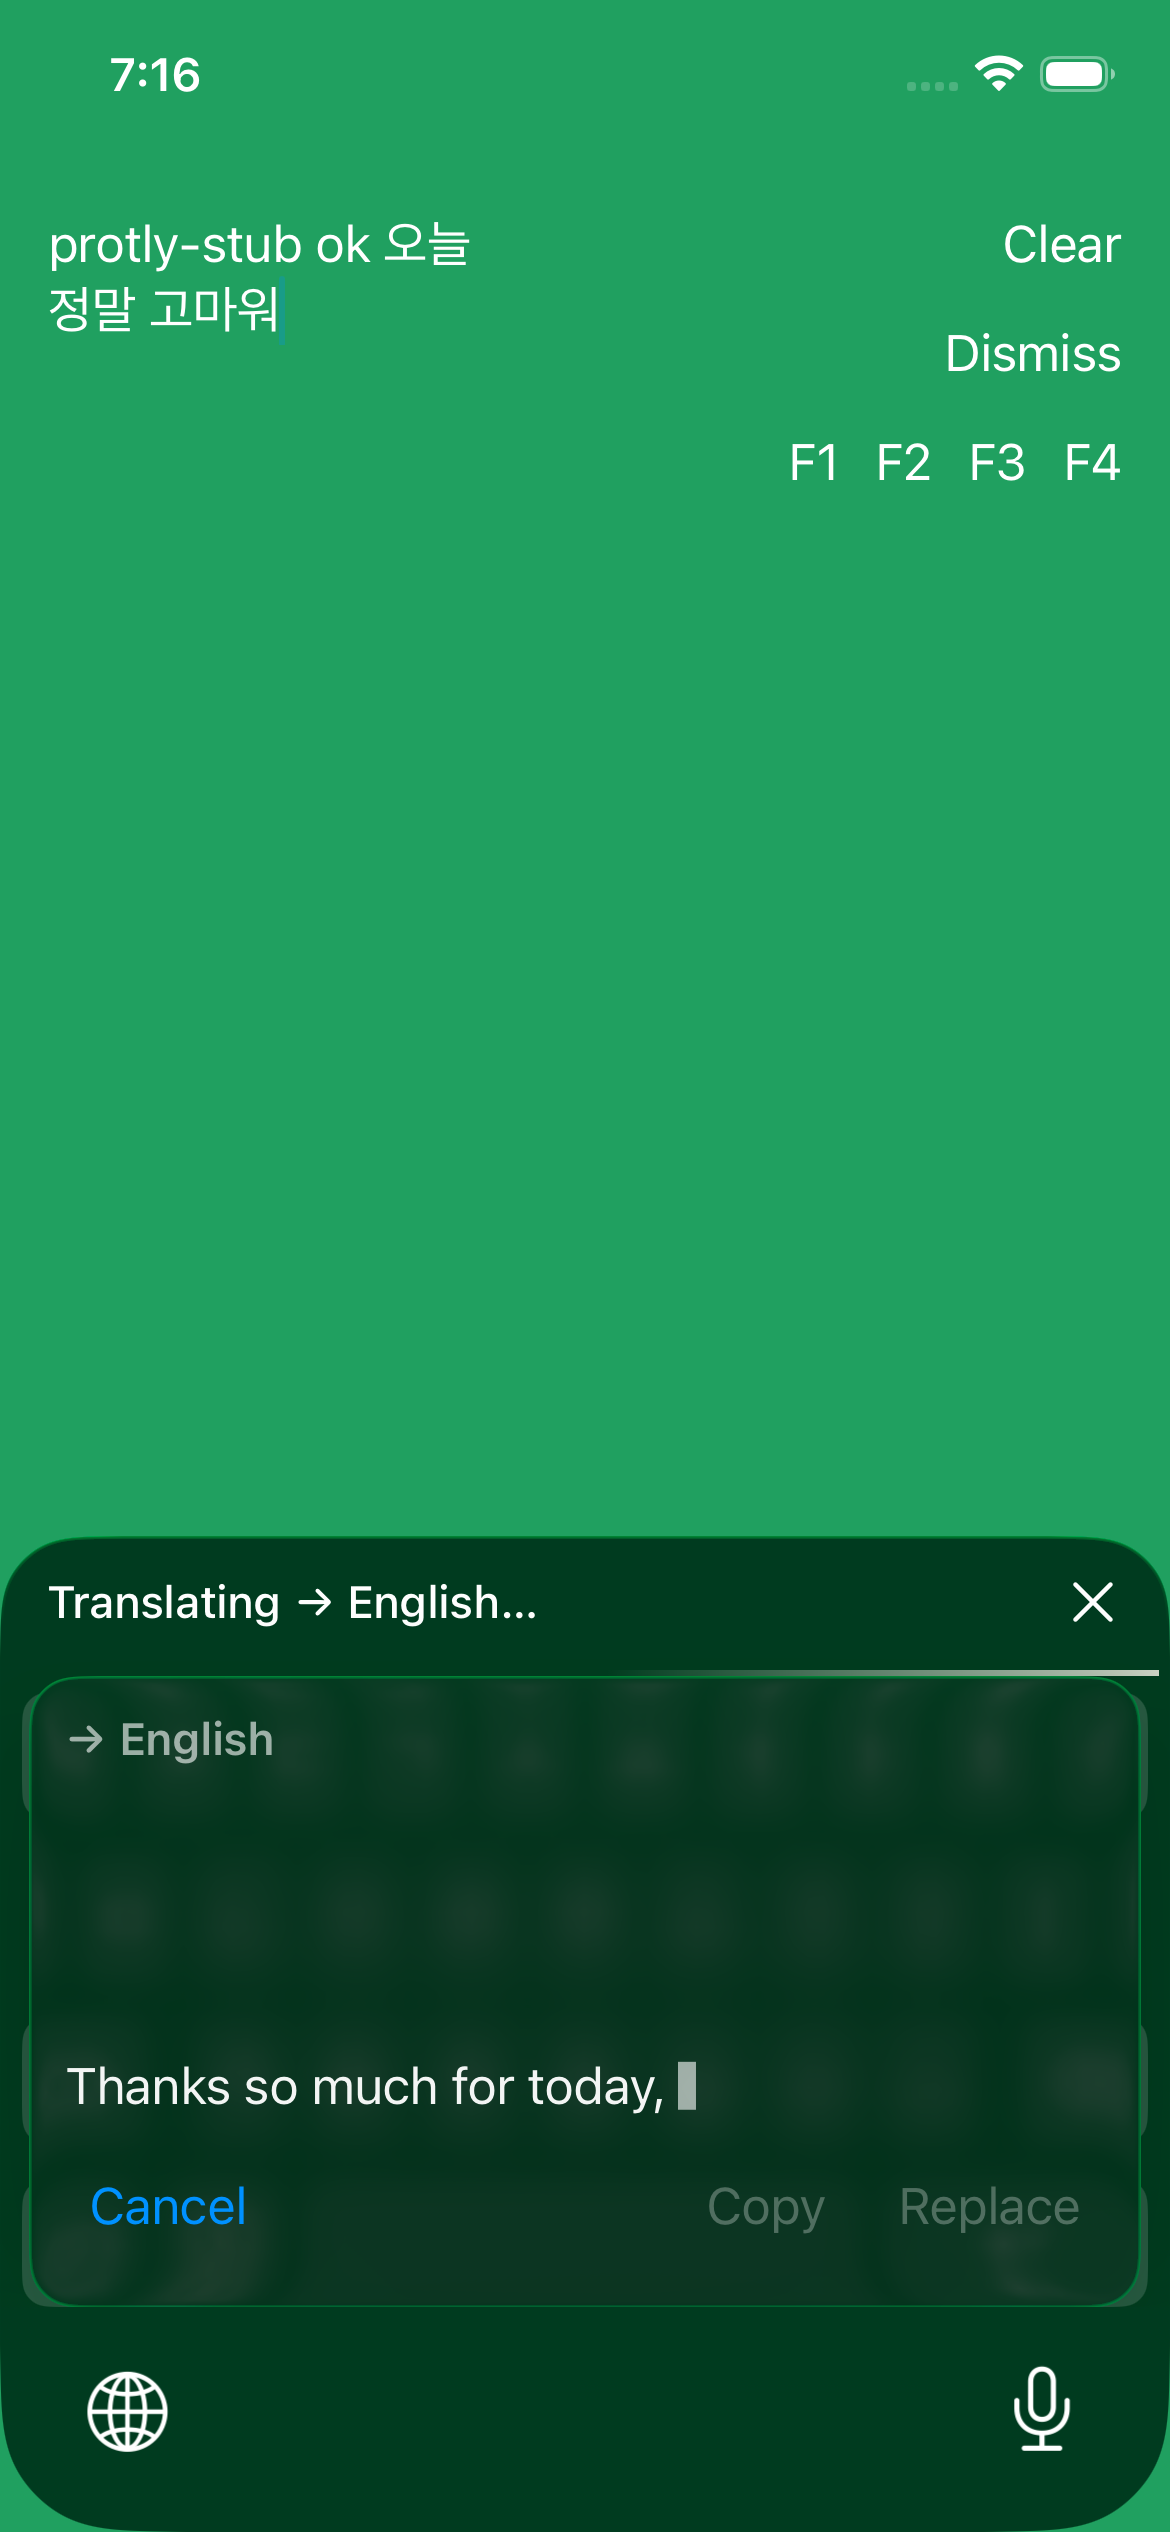 7:16
protly-stub ok 오늘
정말 고마워
Clear
Dismiss
F1 F2 F3 F4
Translating → English...
→ English
Thanks so much for today,
Cancel Copy Replace